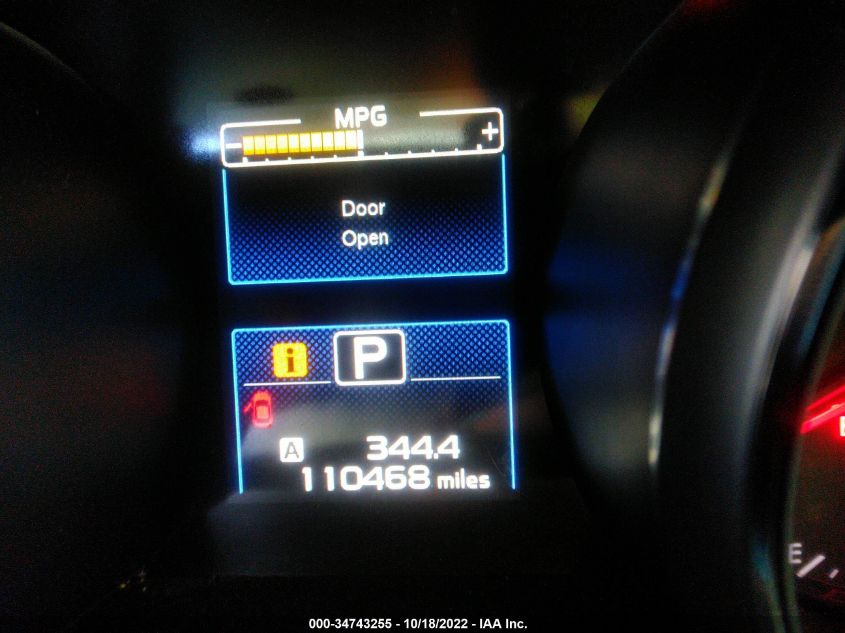 MPG
- +
Door
Open
i P
A 344.4
110468 miles
E
000-34743255 - 10/18/2022 - IAA Inc.